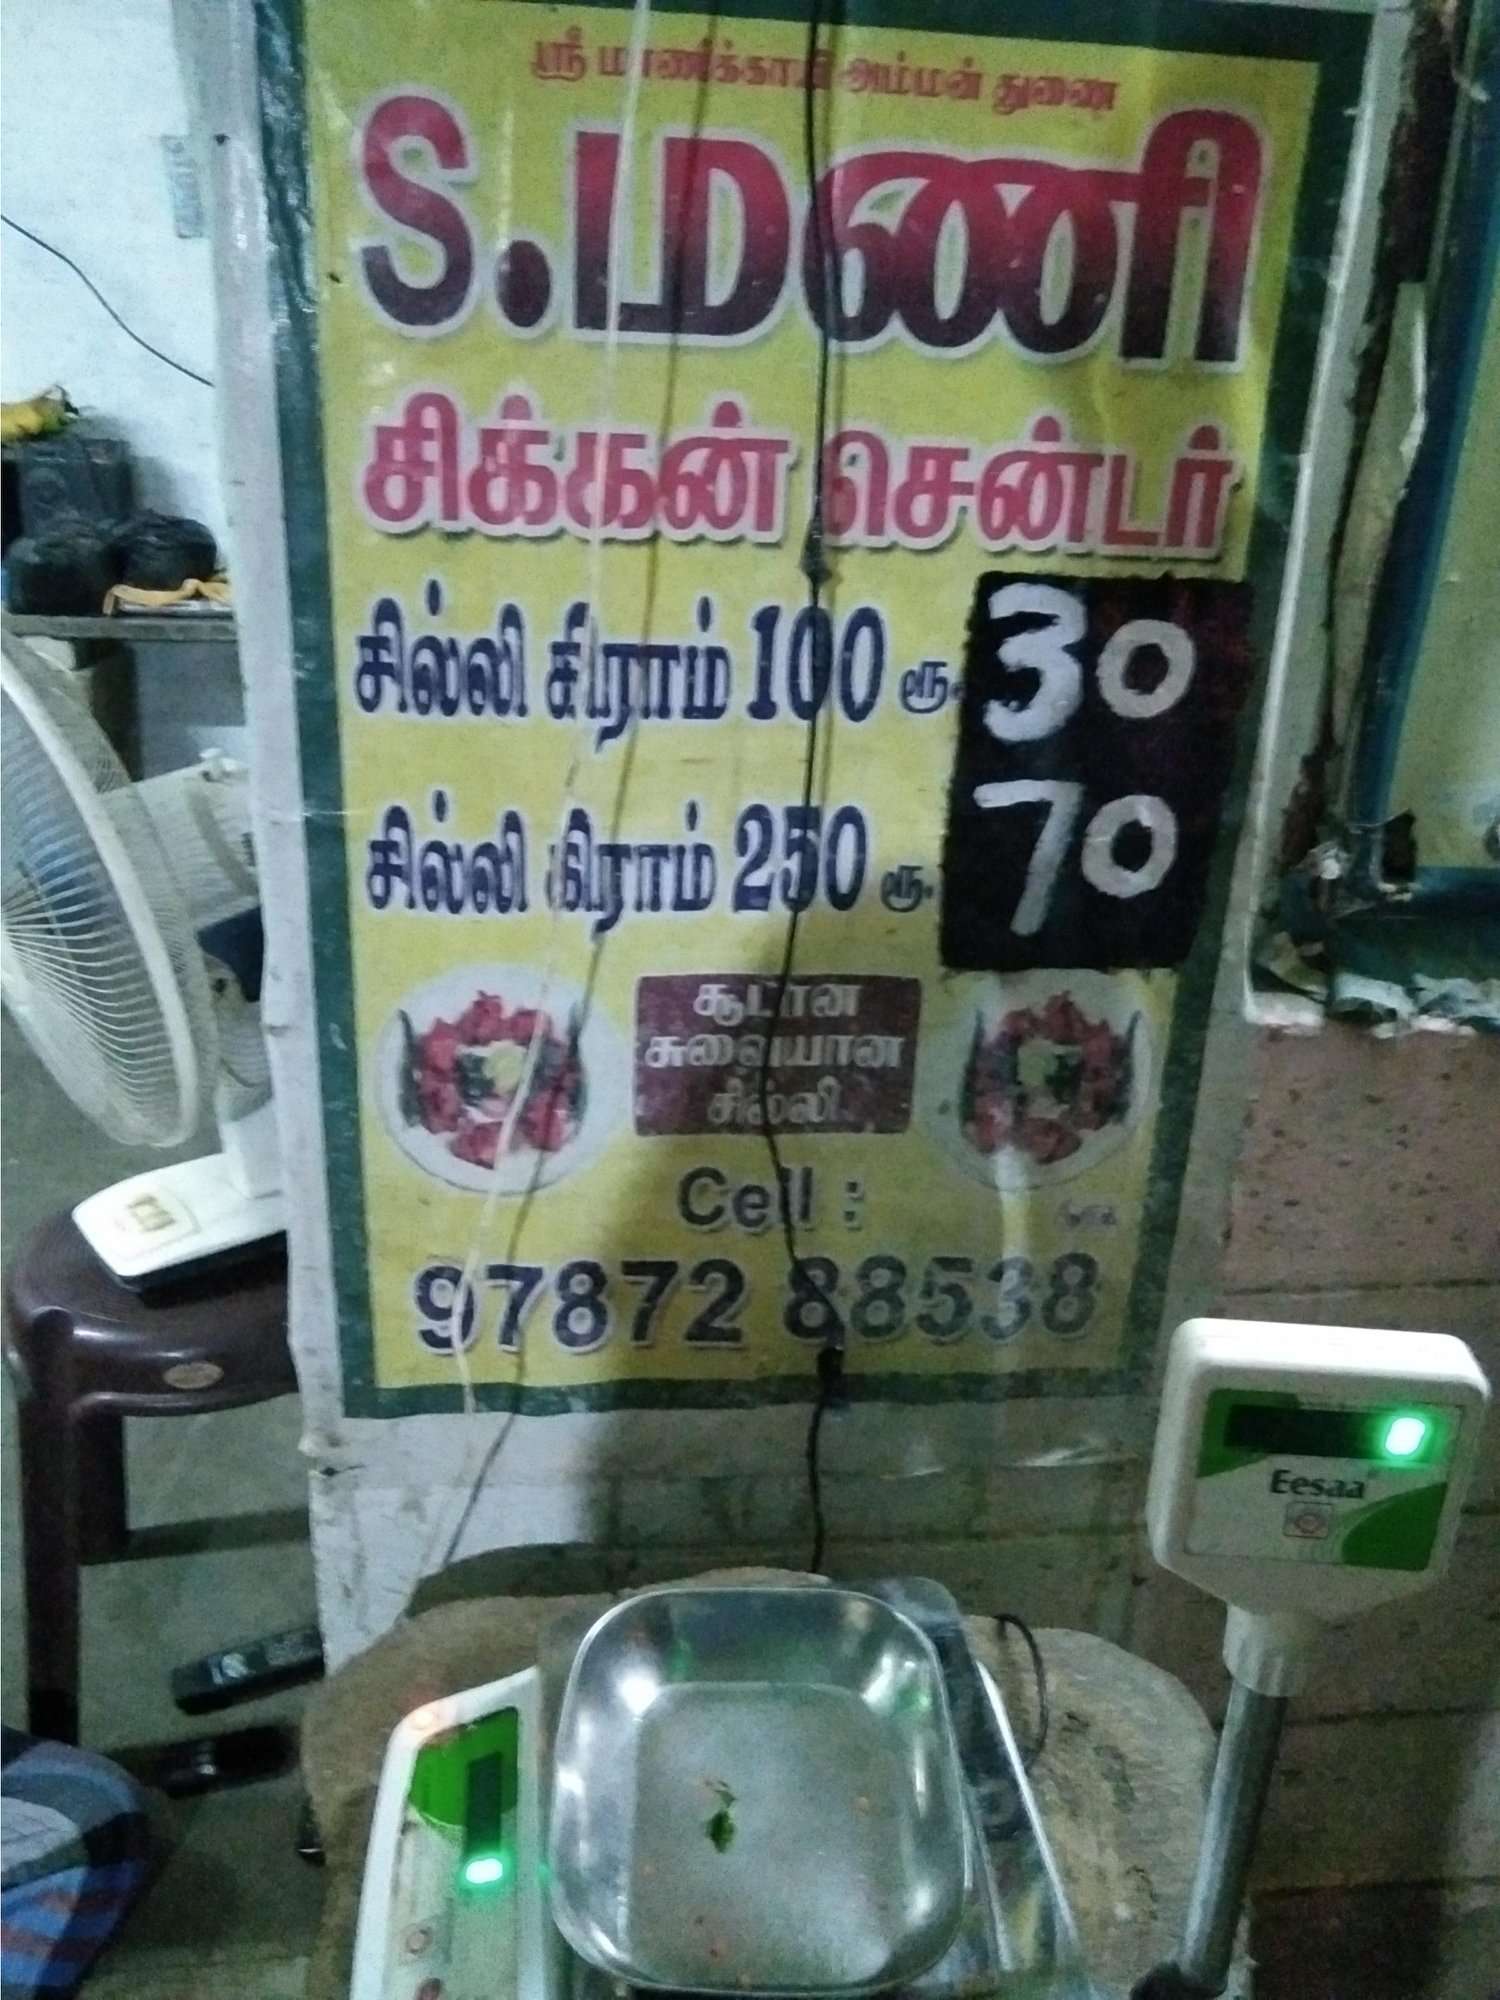 ஸ்ரீ மாணிக்காயி அம்மன் துணை
S.மணி
சிக்கன் சென்டர்
சில்லி கிராம் 100 ரூ. 30
சில்லி கிராம் 250 ரூ. 70
சூடான
சுவையான
சில்லி
Cell :
97872 88538
Eesaa